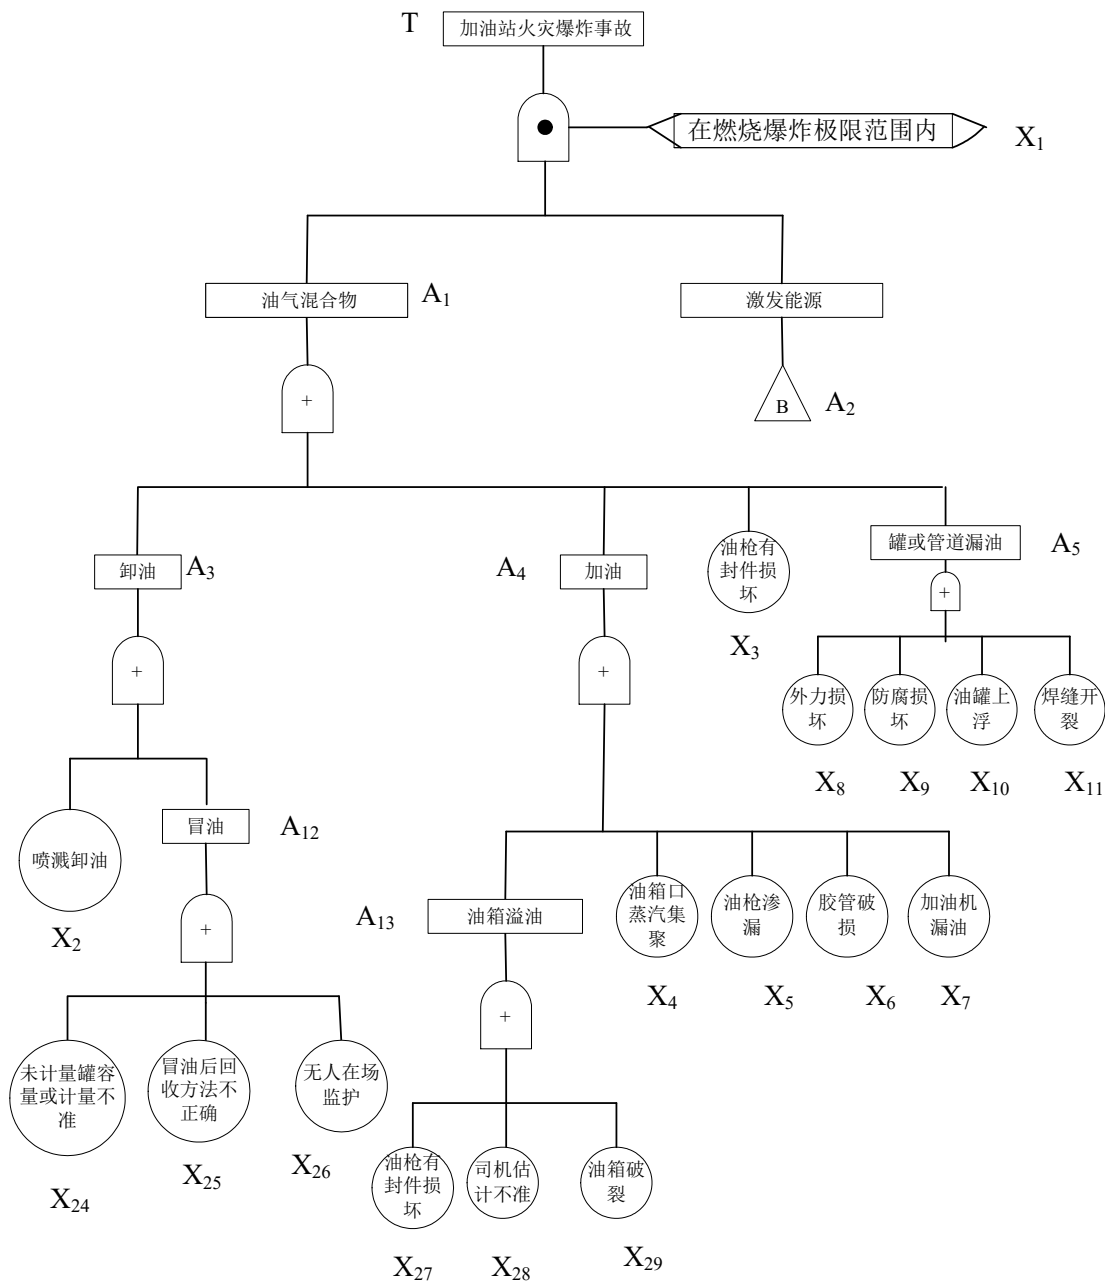 T
加油站火灾爆炸事故
在燃烧爆炸极限范围内
X1
油气混合物
A1
激发能源
+
B
A2
卸油
A3
A4
加油
油枪有
封件损
坏
X3
罐或管道漏油
A5
+
+
+
外力损
坏
防腐损
坏
油罐上
浮
焊缝开
裂
X8
X9
X10
X11
喷溅卸油
X2
冒油
A12
+
A13
油箱溢油
油箱口
蒸汽集
聚
油枪渗
漏
胶管破
损
加油机
漏油
X4
X5
X6
X7
+
未计量罐容
量或计量不
准
冒油后回
收方法不
正确
无人在场
监护
X24
X25
X26
油枪有
封件损
坏
司机估
计不准
油箱破
裂
X27
X28
X29